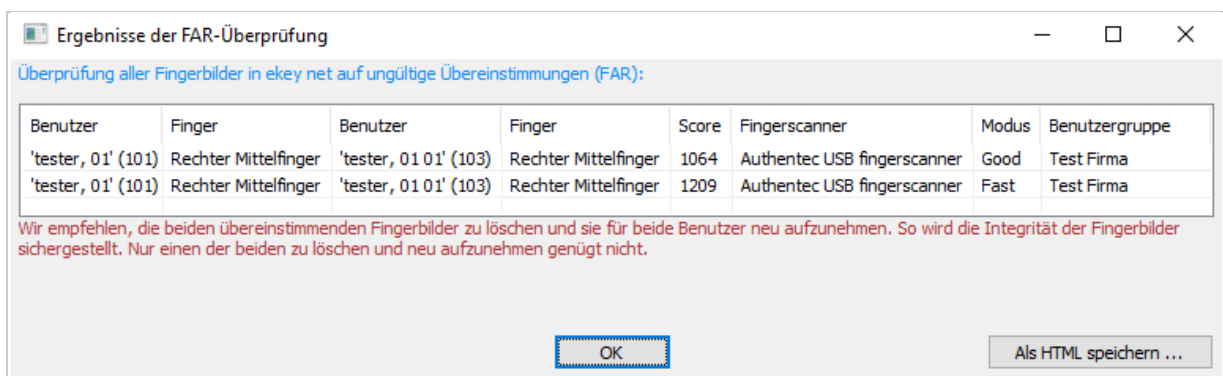 Ergebnisse der FAR-Überprüfung
Überprüfung aller Fingerbilder in ekey net auf ungültige Übereinstimmungen (FAR):
Benutzer Finger Benutzer Finger Score Fingerscanner Modus Benutzergruppe
'tester, 01' (101) Rechter Mittelfinger 'tester, 01 01' (103) Rechter Mittelfinger 1064 Authentec USB fingerscanner Good Test Firma
'tester, 01' (101) Rechter Mittelfinger 'tester, 01 01' (103) Rechter Mittelfinger 1209 Authentec USB fingerscanner Fast Test Firma
Wir empfehlen, die beiden übereinstimmenden Fingerbilder zu löschen und sie für beide Benutzer neu aufzunehmen. So wird die Integrität der Fingerbilder
sichergestellt. Nur einen der beiden zu löschen und neu aufzunehmen genügt nicht.
OK Als HTML speichern ...